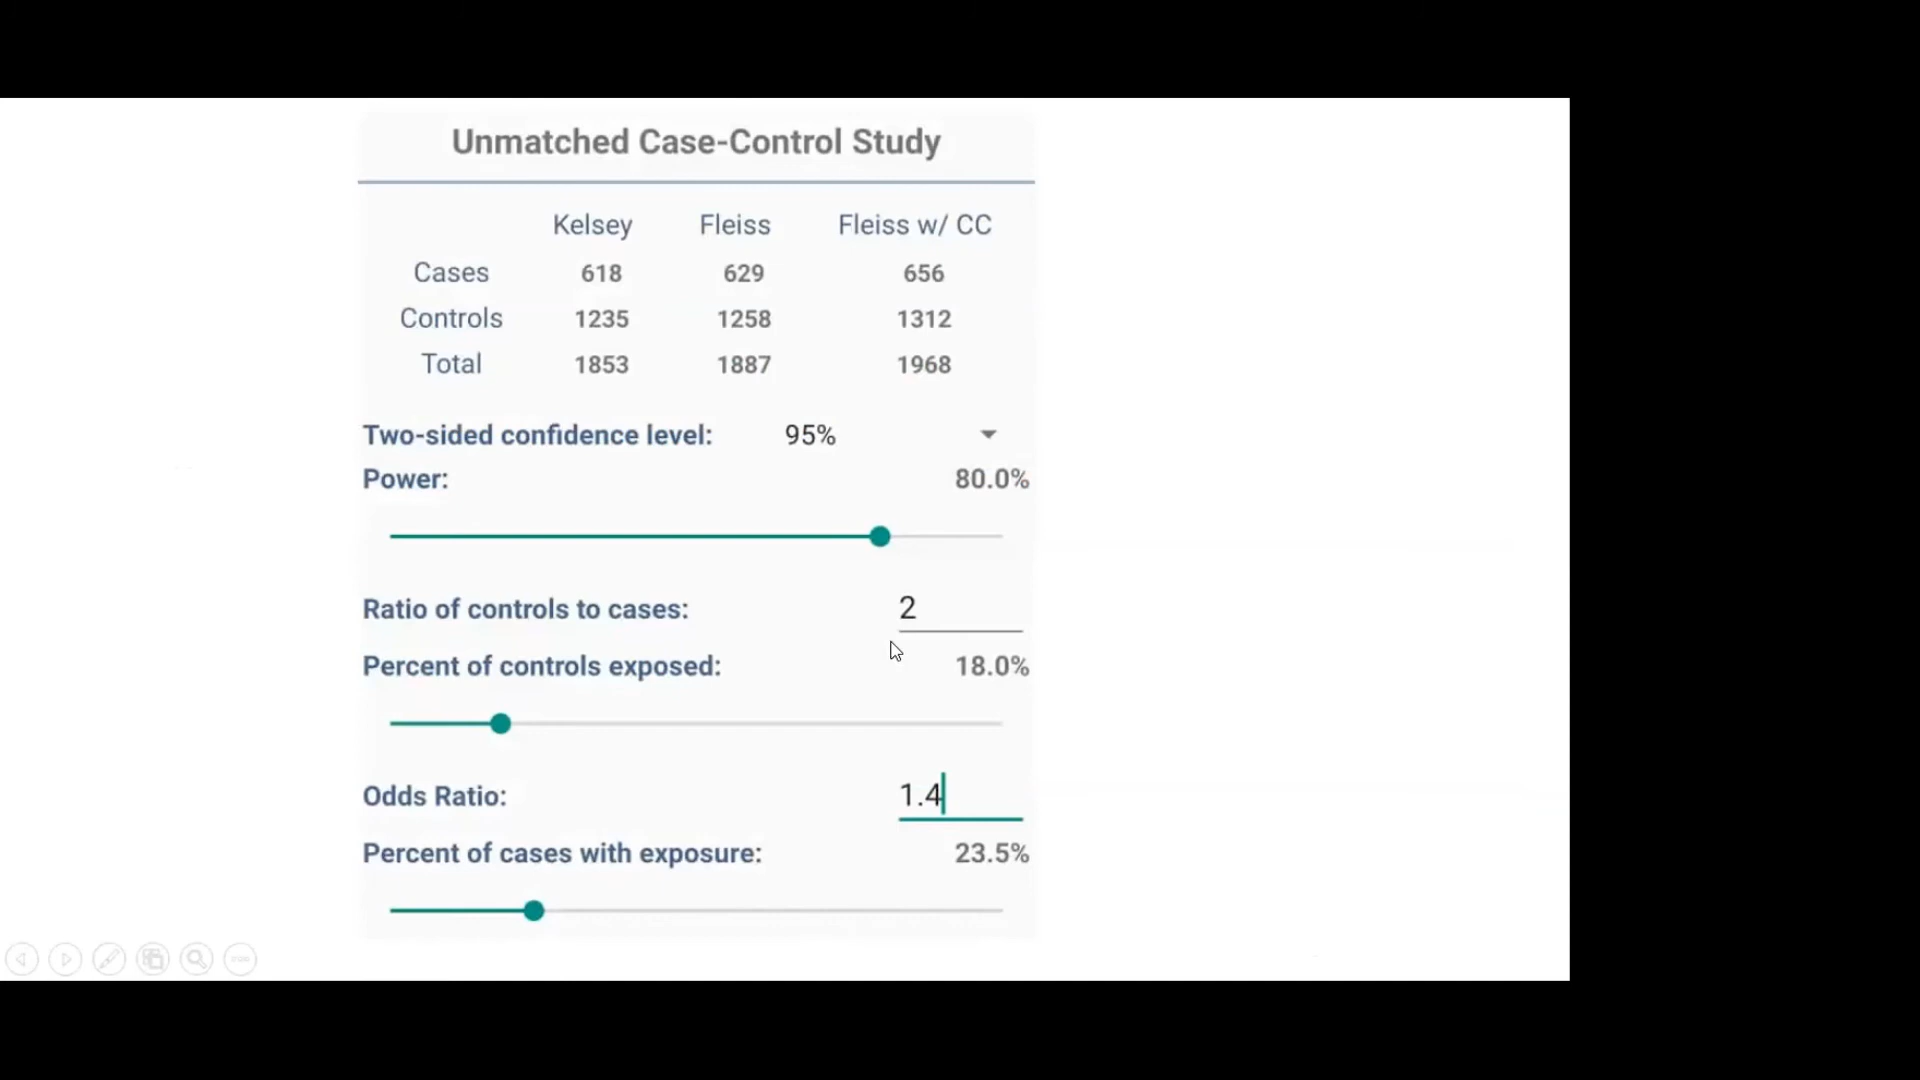 Unmatched Case-Control Study
Kelsey Fleiss Fleiss w/ CC
Cases 618 629 656
Controls 1235 1258 1312
Total 1853 1887 1968
Two-sided confidence level: 95%
Power: 80.0%
Ratio of controls to cases: 2
Percent of controls exposed: 18.0%
Odds Ratio: 1.4
Percent of cases with exposure: 23.5%